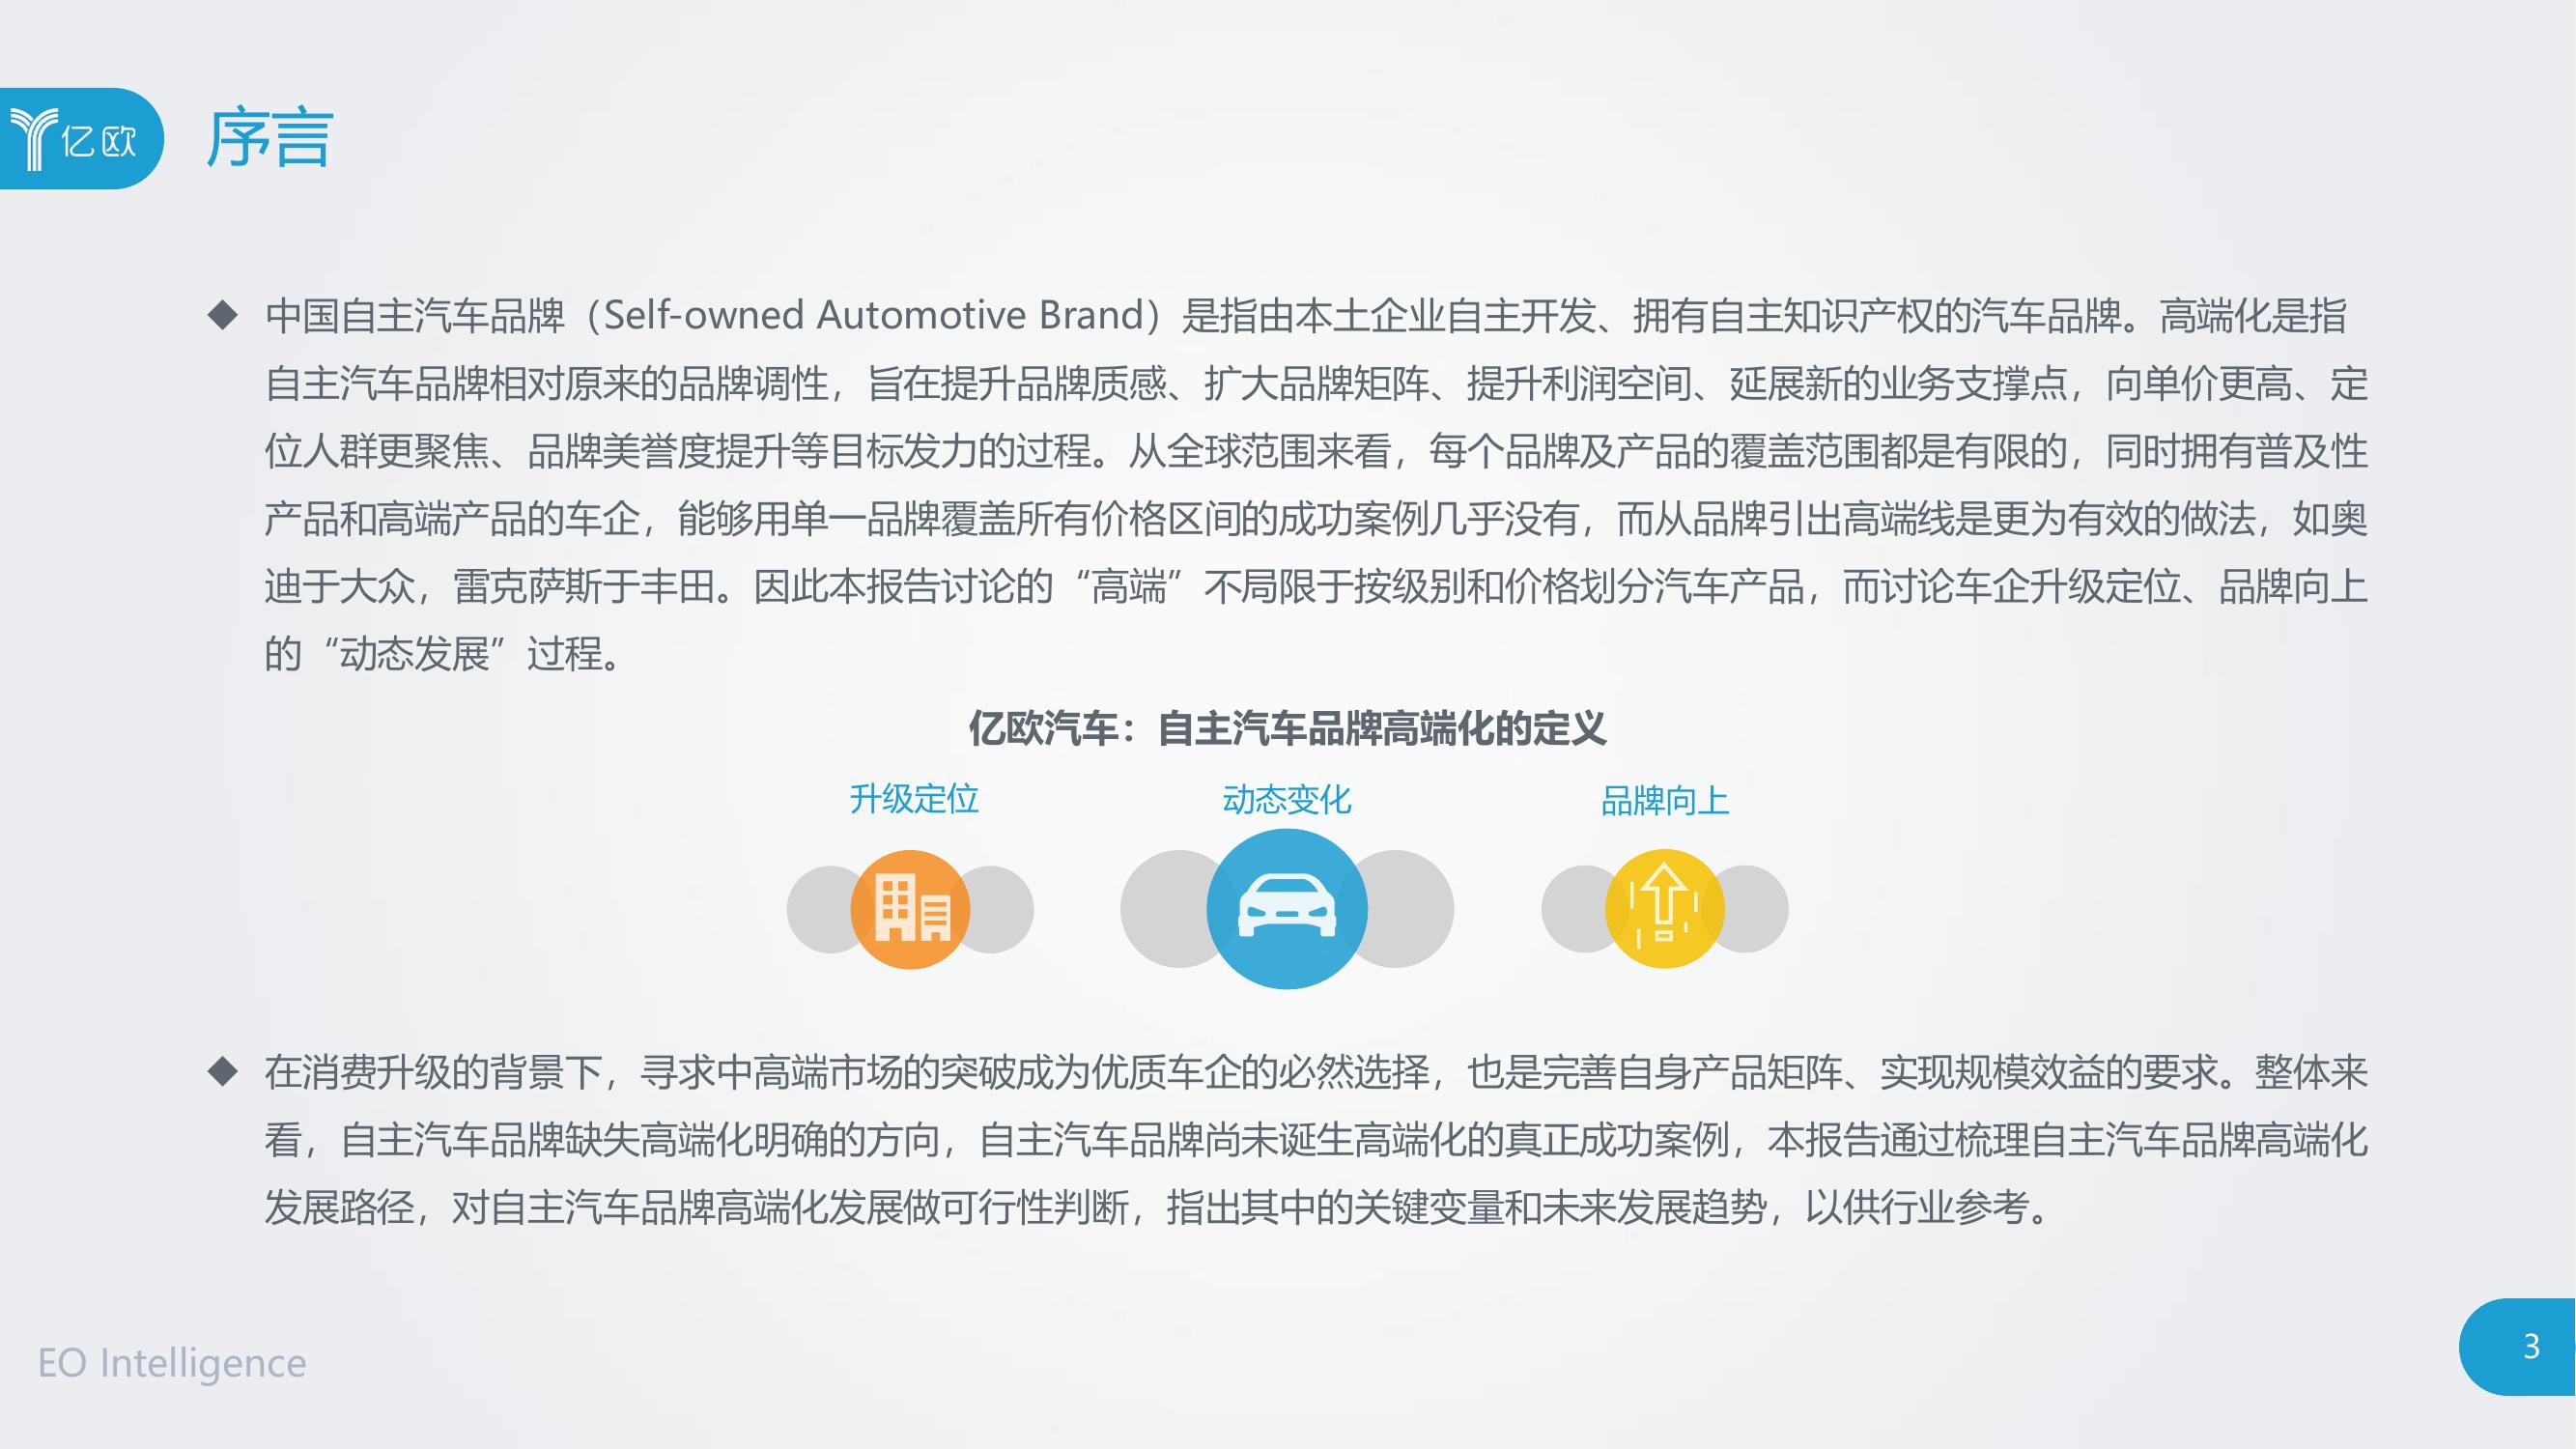 亿欧
序言
◆ 中国自主汽车品牌（Self-owned Automotive Brand）是指由本土企业自主开发、拥有自主知识产权的汽车品牌。高端化是指
自主汽车品牌相对原来的品牌调性，旨在提升品牌质感、扩大品牌矩阵、提升利润空间、延展新的业务支撑点，向单价更高、定
位人群更聚焦、品牌美誉度提升等目标发力的过程。从全球范围来看，每个品牌及产品的覆盖范围都是有限的，同时拥有普及性
产品和高端产品的车企，能够用单一品牌覆盖所有价格区间的成功案例几乎没有，而从品牌引出高端线是更为有效的做法，如奥
迪于大众，雷克萨斯于丰田。因此本报告讨论的“高端”不局限于按级别和价格划分汽车产品，而讨论车企升级定位、品牌向上
的“动态发展”过程。
亿欧汽车：自主汽车品牌高端化的定义
升级定位
动态变化
品牌向上
◆ 在消费升级的背景下，寻求中高端市场的突破成为优质车企的必然选择，也是完善自身产品矩阵、实现规模效益的要求。整体来
看，自主汽车品牌缺失高端化明确的方向，自主汽车品牌尚未诞生高端化的真正成功案例，本报告通过梳理自主汽车品牌高端化
发展路径，对自主汽车品牌高端化发展做可行性判断，指出其中的关键变量和未来发展趋势，以供行业参考。
EO Intelligence
3